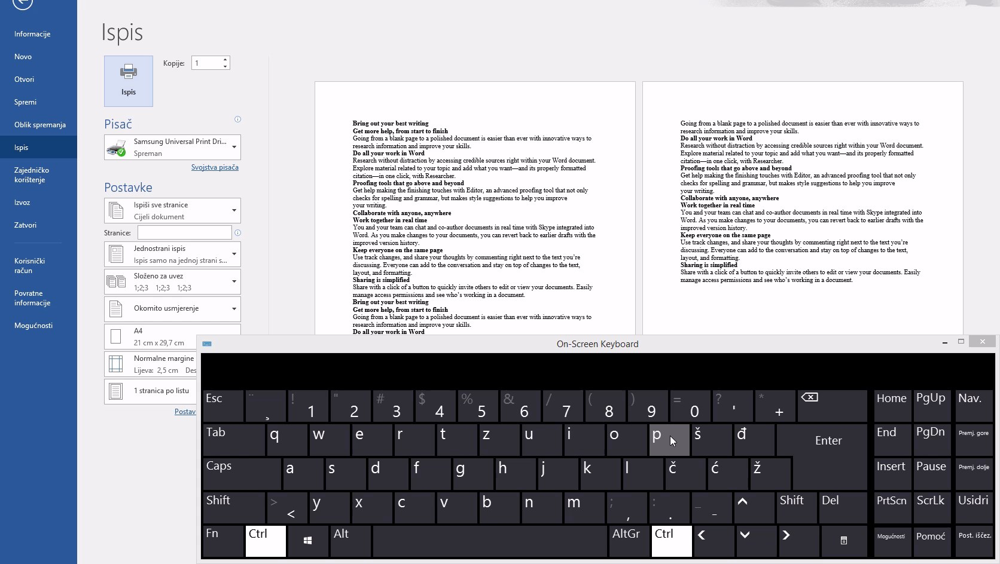 Informacije
Novo
Otvori
Spremi
Oblik spremanja
Ispis
Zajedničko
korištenje
Izvoz
Zatvori
Korisnički
račun
Povratne
informacije
Mogućnosti
Ispis
Ispis
Kopije: 1
Pisač
Samsung Universal Print Dri...
Spreman
Svojstva pisača
Postavke
Ispiši sve stranice
Cijeli dokument
Stranice:
Jednostrani ispis
Ispis samo na jednoj strani s...
Složeno za uvez
1;2;3 1;2;3 1;2;3
Okomito usmjerenje
A4
21 cm x 29,7 cm
Normalne margine
Lijeva: 2,5 cm Des
1 stranica po listu
Postav
Bring out your best writing
Get more help, from start to finish
Going from a blank page to a polished document is easier than ever with innovative ways to
research information and improve your skills.
Do all your work in Word
Research without distraction by accessing credible sources right within your Word document.
Explore material related to your topic and add what you want—and its properly formatted
citation—in one click, with Researcher.
Proofing tools that go above and beyond
Get help making the finishing touches with Editor, an advanced proofing tool that not only
checks for spelling and grammar, but makes style suggestions to help you improve
your writing.
Collaborate with anyone, anywhere
Work together in real time
You and your team can chat and co-author documents in real time with Skype integrated into
Word. As you make changes to your documents, you can revert back to earlier drafts with the
improved version history.
Keep everyone on the same page
Use track changes, and share your thoughts by commenting right next to the text you’re
discussing. Everyone can add to the conversation and stay on top of changes to the text,
layout, and formatting.
Sharing is simplified
Share with a click of a button to quickly invite others to edit or view your documents. Easily
manage access permissions and see who’s working in a document.
Bring out your best writing
Get more help, from start to finish
Going from a blank page to a polished document is easier than ever with innovative ways to
research information and improve your skills.
Do all your work in Word
Going from a blank page to a polished document is easier than ever with innovative ways to
research information and improve your skills.
Do all your work in Word
Research without distraction by accessing credible sources right within your Word document.
Explore material related to your topic and add what you want—and its properly formatted
citation—in one click, with Researcher.
Proofing tools that go above and beyond
Get help making the finishing touches with Editor, an advanced proofing tool that not only
checks for spelling and grammar, but makes style suggestions to help you improve
your writing.
Collaborate with anyone, anywhere
Work together in real time
You and your team can chat and co-author documents in real time with Skype integrated into
Word. As you make changes to your documents, you can revert back to earlier drafts with the
improved version history.
Keep everyone on the same page
Use track changes, and share your thoughts by commenting right next to the text you’re
discussing. Everyone can add to the conversation and stay on top of changes to the text,
layout, and formatting.
Sharing is simplified
Share with a click of a button to quickly invite others to edit or view your documents. Easily
manage access permissions and see who’s working in a document.
On-Screen Keyboard
Esc ¨ ¸ ! 1 " 2 # 3 $ 4 % 5 & 6 / 7 ( 8 ) 9 = 0 ? ' * + Home PgUp Nav.
Tab q w e r t z u i o p š đ Enter End PgDn Premj. gore
Caps a s d f g h j k l č ć ž Insert Pause Premj. dolje
Shift > < y x c v b n m ; , : . _ - Shift Del PrtScn ScrLk Usidri
Fn Ctrl Alt AltGr Ctrl Mogućnosti Pomoć Post. iščez.